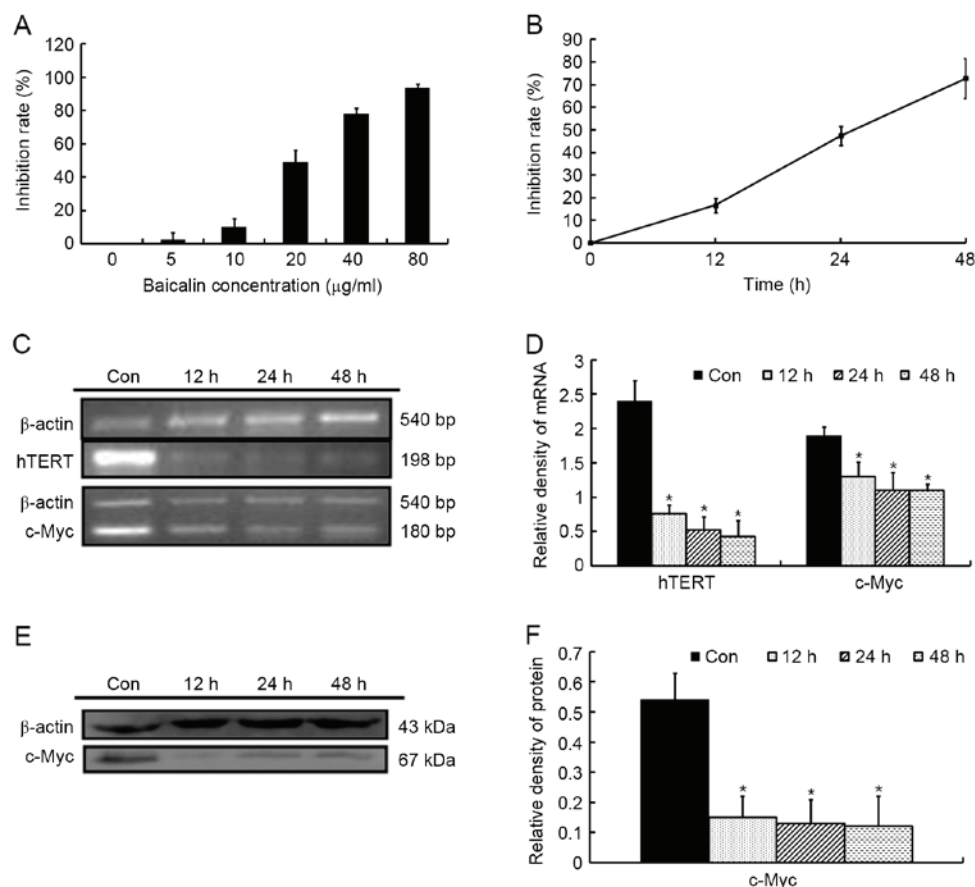 A
Inhibition rate (%)
120
100
80
60
40
20
0
0 5 10 20 40 80
Baicalin concentration (μg/ml)
B
Inhibition rate (%)
90
80
70
60
50
40
30
20
10
0
0 12 24 48
Time (h)
C
Con 12 h 24 h 48 h
β-actin 540 bp
hTERT 198 bp
β-actin 540 bp
c-Myc 180 bp
D
Relative density of mRNA
Con 12 h 24 h 48 h
3
2.5
2
1.5
1
0.5
0
* * * * * *
hTERT c-Myc
E
Con 12 h 24 h 48 h
β-actin 43 kDa
c-Myc 67 kDa
F
Relative density of protein
Con 12 h 24 h 48 h
0.7
0.6
0.5
0.4
0.3
0.2
0.1
0
* * *
c-Myc